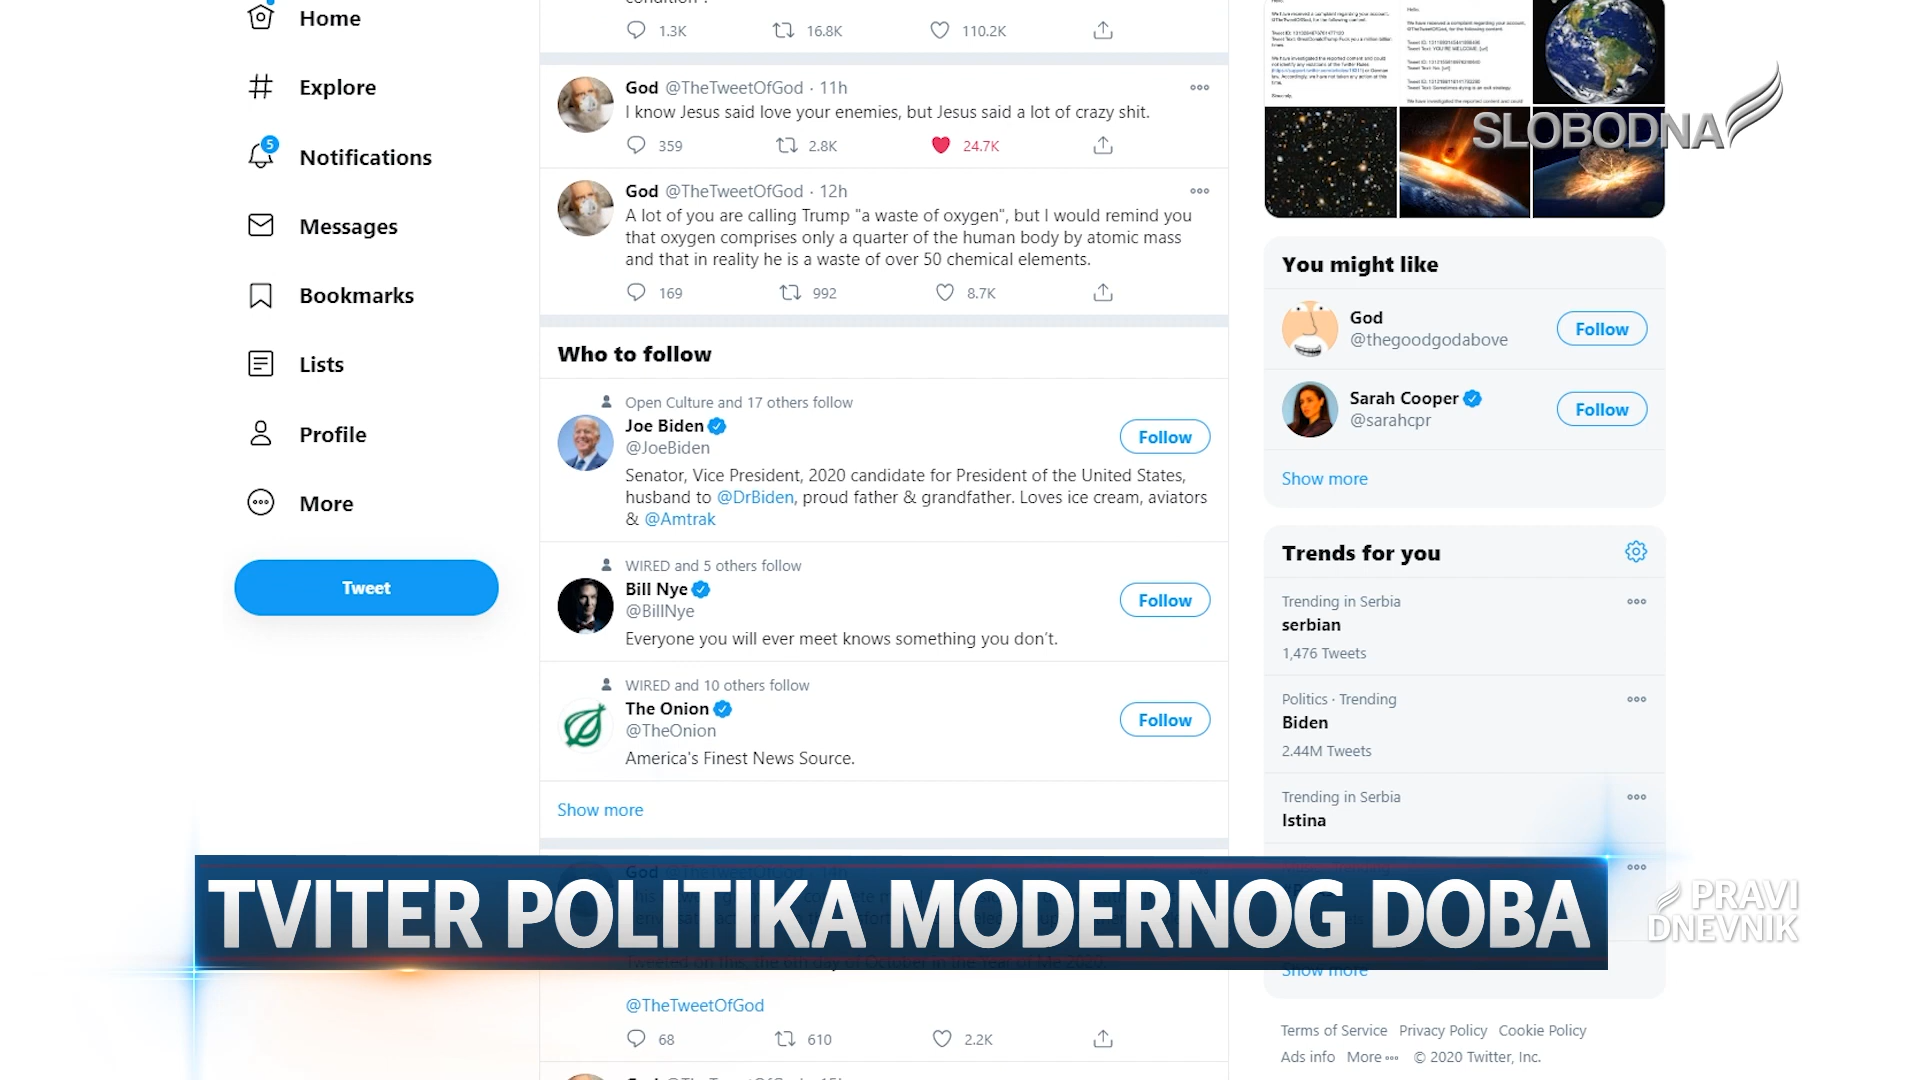 Home
Explore
5
Notifications
Messages
Bookmarks
Lists
Profile
More
Tweet
1.3K 16.8K 110.2K
God @TheTweetOfGod · 11h
I know Jesus said love your enemies, but Jesus said a lot of crazy shit.
359 2.8K 24.7K
God @TheTweetOfGod · 12h
A lot of you are calling Trump "a waste of oxygen", but I would remind you
that oxygen comprises only a quarter of the human body by atomic mass
and that in reality he is a waste of over 50 chemical elements.
169 992 8.7K
Who to follow
Open Culture and 17 others follow
Joe Biden
@JoeBiden
Follow
Senator, Vice President, 2020 candidate for President of the United States,
husband to @DrBiden, proud father & grandfather. Loves ice cream, aviators
& @Amtrak
WIRED and 5 others follow
Bill Nye
@BillNye
Follow
Everyone you will ever meet knows something you don't.
WIRED and 10 others follow
The Onion
@TheOnion
Follow
America's Finest News Source.
Show more
@TheTweetOfGod
68 610 2.2K
SLOBODNA
You might like
God
@thegoodgodabove
Follow
Sarah Cooper
@sarahcpr
Follow
Show more
Trends for you
Trending in Serbia
serbian
1,476 Tweets
Politics · Trending
Biden
2.44M Tweets
Trending in Serbia
Istina
Show more
Terms of Service Privacy Policy Cookie Policy
Ads info More © 2020 Twitter, Inc.
TVITER POLITIKA MODERNOG DOBA
PRAVI
DNEVNIK